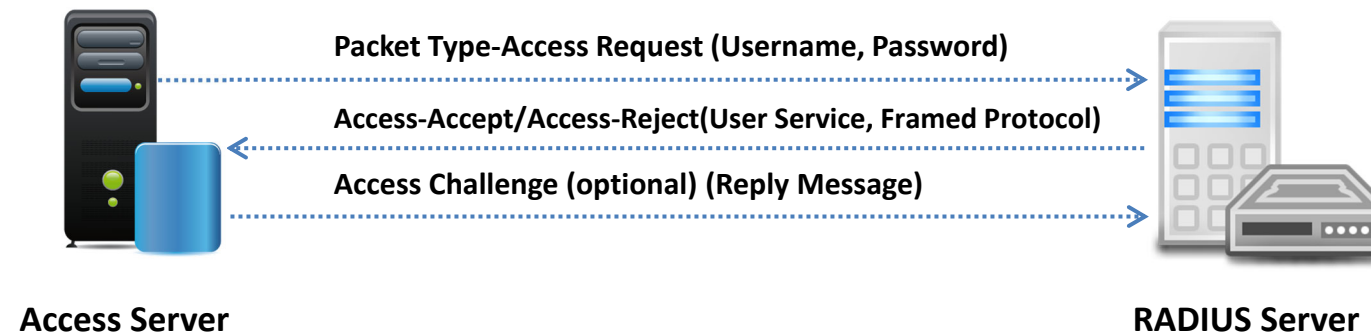 Packet Type-Access Request (Username, Password)
Access-Accept/Access-Reject(User Service, Framed Protocol)
Access Challenge (optional) (Reply Message)
Access Server
RADIUS Server